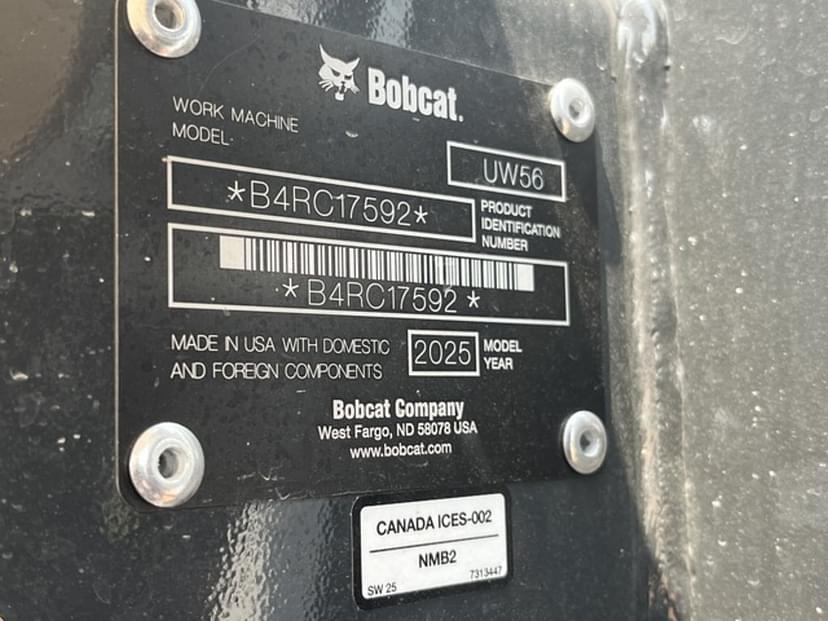 Bobcat.
WORK MACHINE
MODEL
UW56
*B4RC17592*
PRODUCT
IDENTIFICATION
NUMBER
*B4RC17592*
MADE IN USA WITH DOMESTIC
AND FOREIGN COMPONENTS
2025
MODEL
YEAR
Bobcat Company
West Fargo, ND 58078 USA
www.bobcat.com
CANADA ICES-002
NMB2
SW 25
7313447